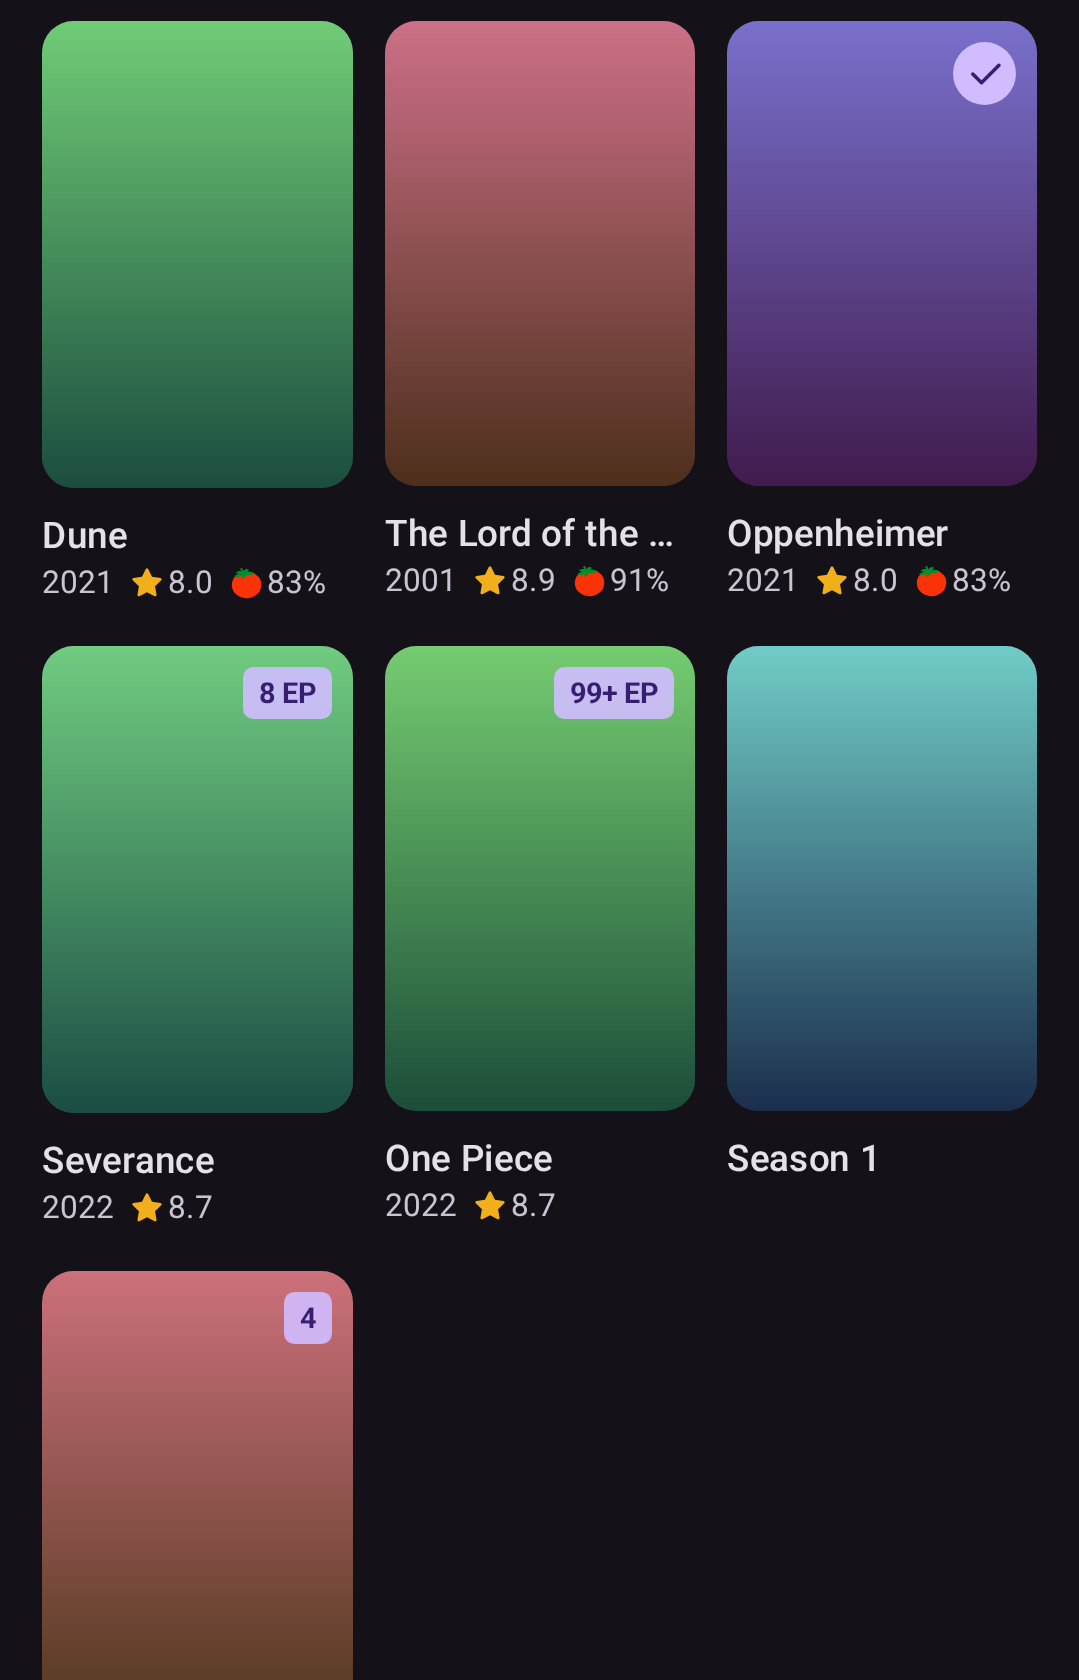 Dune
2021 ⭐ 8.0 🍅 83%
The Lord of the …
2001 ⭐ 8.9 🍅 91%
Oppenheimer
2021 ⭐ 8.0 🍅 83%
8 EP
Severance
2022 ⭐ 8.7
99+ EP
One Piece
2022 ⭐ 8.7
Season 1
4